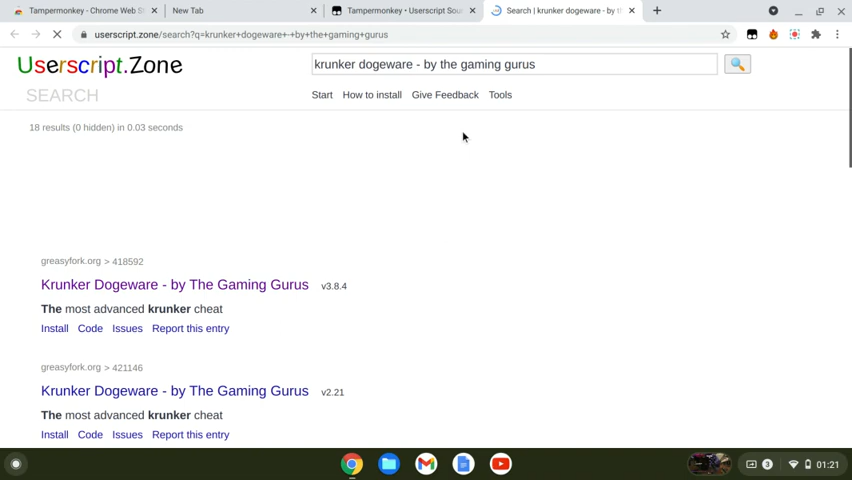 Tampermonkey - Chrome Web St
New Tab
Tampermonkey • Userscript Sour
Search | krunker dogeware - by th
userscript.zone/search?q=krunker+dogeware+-+by+the+gaming+gurus
Userscript.Zone
krunker dogeware - by the gaming gurus
SEARCH
Start How to install Give Feedback Tools
18 results (0 hidden) in 0.03 seconds
greasyfork.org > 418592
Krunker Dogeware - by The Gaming Gurus v3.8.4
The most advanced krunker cheat
Install Code Issues Report this entry
greasyfork.org > 421146
Krunker Dogeware - by The Gaming Gurus v2.21
The most advanced krunker cheat
Install Code Issues Report this entry
3 01:21